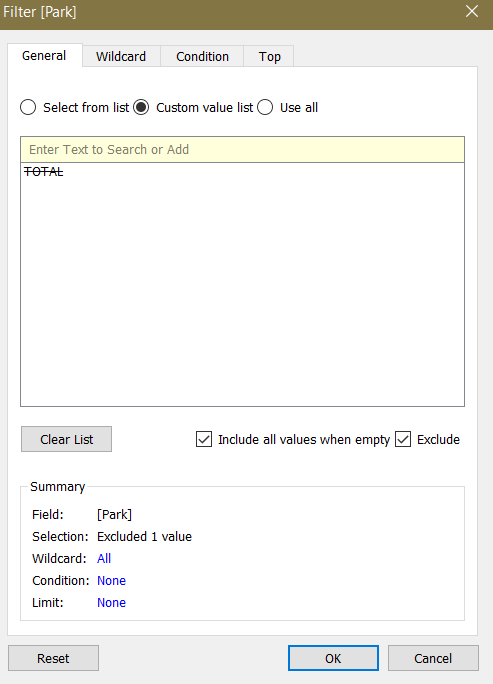 Filter [Park]
General Wildcard Condition Top
Select from list Custom value list Use all
Enter Text to Search or Add
TOTAL
Clear List Include all values when empty Exclude
Summary
Field: [Park]
Selection: Excluded 1 value
Wildcard: All
Condition: None
Limit: None
Reset OK Cancel